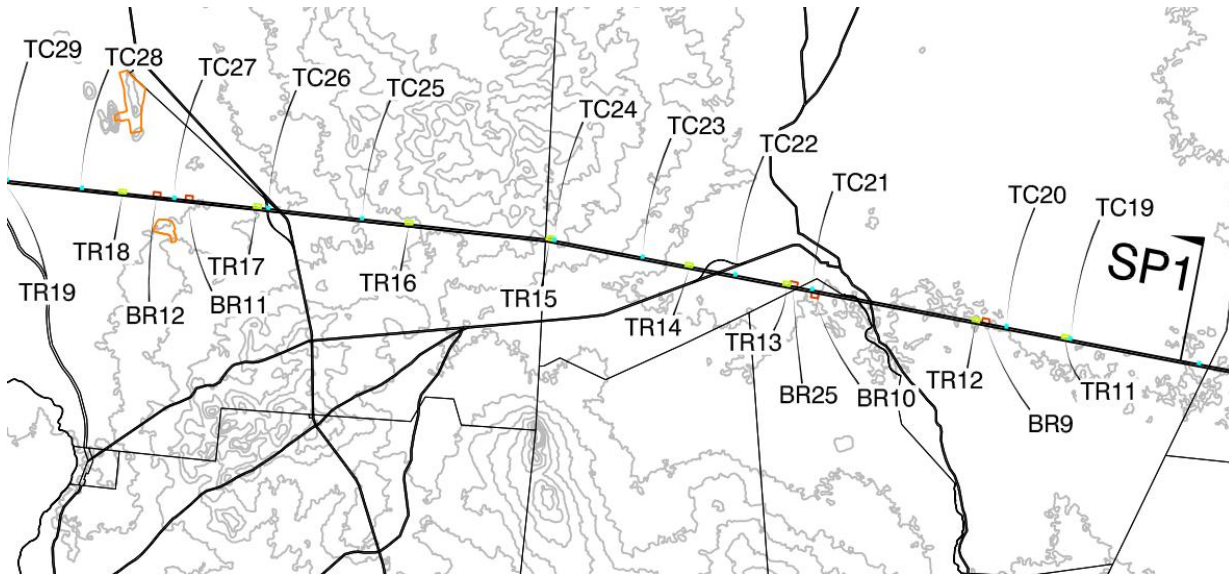 TC29
TC28
TC27
TC26
TC25
TC24
TC23
TC22
TC21
TC20
TC19
SP1
TR19
TR18
BR12
BR11
TR17
TR16
TR15
TR14
TR13
BR25
BR10
TR12
BR9
TR11